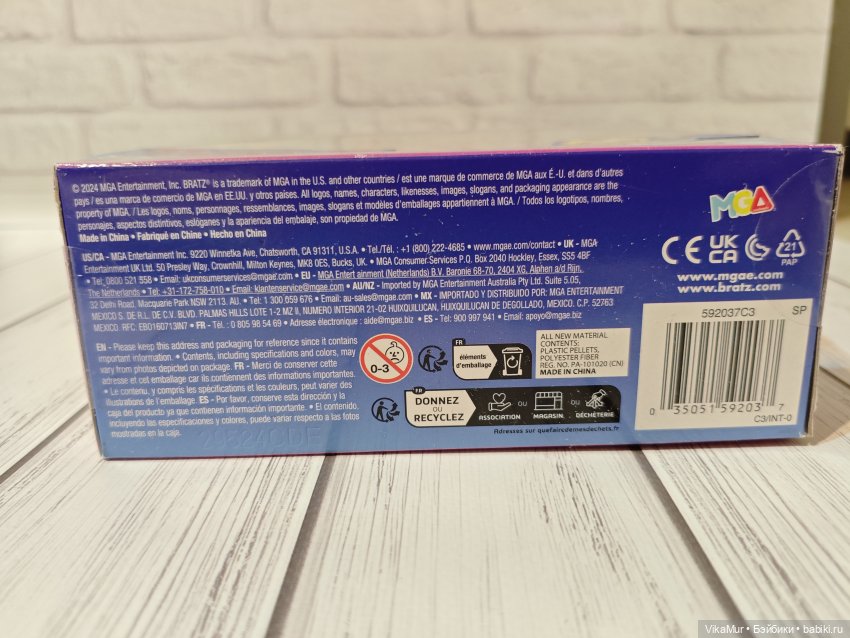 © 2024 MGA Entertainment, Inc. BRATZ® is a trademark of MGA in the U.S. and other countries / est une marque de commerce de MGA aux É.-U. et dans d'autres
pays / es una marca de comercio de MGA en EE.UU. y otros paises. All logos, names, characters, likenesses, images, slogans, and packaging appearance are the
property of MGA. / Les logos, noms, personnages, ressemblances, images, slogans et modèles d'emballages appartiennent à MGA. / Todos los logotipos, nombres,
personajes, aspectos distintivos, eslóganes y la apariencia del embalaje, son propiedad de MGA.
Made in China • Fabriqué en Chine • Hecho en China
US/CA - MGA Entertainment Inc. 9220 Winnetka Ave, Chatsworth, CA 91311, U.S.A. • Tel./Tél. : +1 (800) 222-4685 • www.mgae.com/contact • UK - MGA
Entertainment UK Ltd. 50 Presley Way, Crownhill, Milton Keynes, MK8 0ES, Bucks, UK. • MGA Consumer Services P.O. Box 2040 Hockley, Essex, SS5 4BF
• Tel: 0800 521 558 • Email: ukconsumerservices@mgae.com • EU - MGA Entertainment (Netherlands) B.V. Baronie 68-70, 2404 XG, Alphen a/d Rijn,
The Netherlands • Tel: +31-172-758-010 • Email: klantenservice@mgae.com • AU/NZ - Imported by MGA Entertainment Australia Pty Ltd. Suite 5.05,
32 Delhi Road, Macquarie Park NSW 2113, AU. • Tel: 1 300 059 676 • Email: au-sales@mgae.com • MX - IMPORTADO Y DISTRIBUIDO POR: MGA ENTERTAINMENT
MEXICO S. DE R.L. DE C.V. BLVD. PALMAS HILLS LOTE 1-2 MZ II, NUMERO INTERIOR 21-02 HUIXQUILUCAN, HUIXQUILUCAN DE DEGOLLADO, MEXICO. C.P. 52763
MEXICO. RFC. EBO160713IN7 • FR - Tél. : 0 805 98 54 69 • Adresse électronique : aide@mgae.biz • ES - Tel: 900 997 941 • Email: apoyo@mgae.biz
EN - Please keep this address and packaging for reference since it contains
important information. • Contents, including specifications and colors, may
vary from photos depicted on package. FR - Merci de conserver cette
adresse et cet emballage car ils contiennent des informations importantes.
• Le contenu, y compris les specifications et les couleurs, peut varier des
illustrations de l'emballage. ES - Por favor, conserve esta dirección y la
caja del producto ya que contienen información importante. • El contenido,
incluyendo las especificaciones y colores, puede variar respecto a las fotos
mostradas en la caja.
0-3
FR
éléments
d'emballage
ALL NEW MATERIAL
CONTENTS:
PLASTIC PELLETS,
POLYESTER FIBER
REG. NO. PA-101020 (CN)
MADE IN CHINA
FR
DONNEZ
OU
RECYCLEZ
ASSOCIATION
OU
MAGASIN
OU
DÉCHÈTERIE
Adresses sur quefairedemesdechets.fr
MGA
CE UK
CA
21
PAP
www.mgae.com
www.bratz.com
592037C3 SP
0 35051 59203 7
C3/INT-0
VikaMur • Бэйбики • babiki.ru